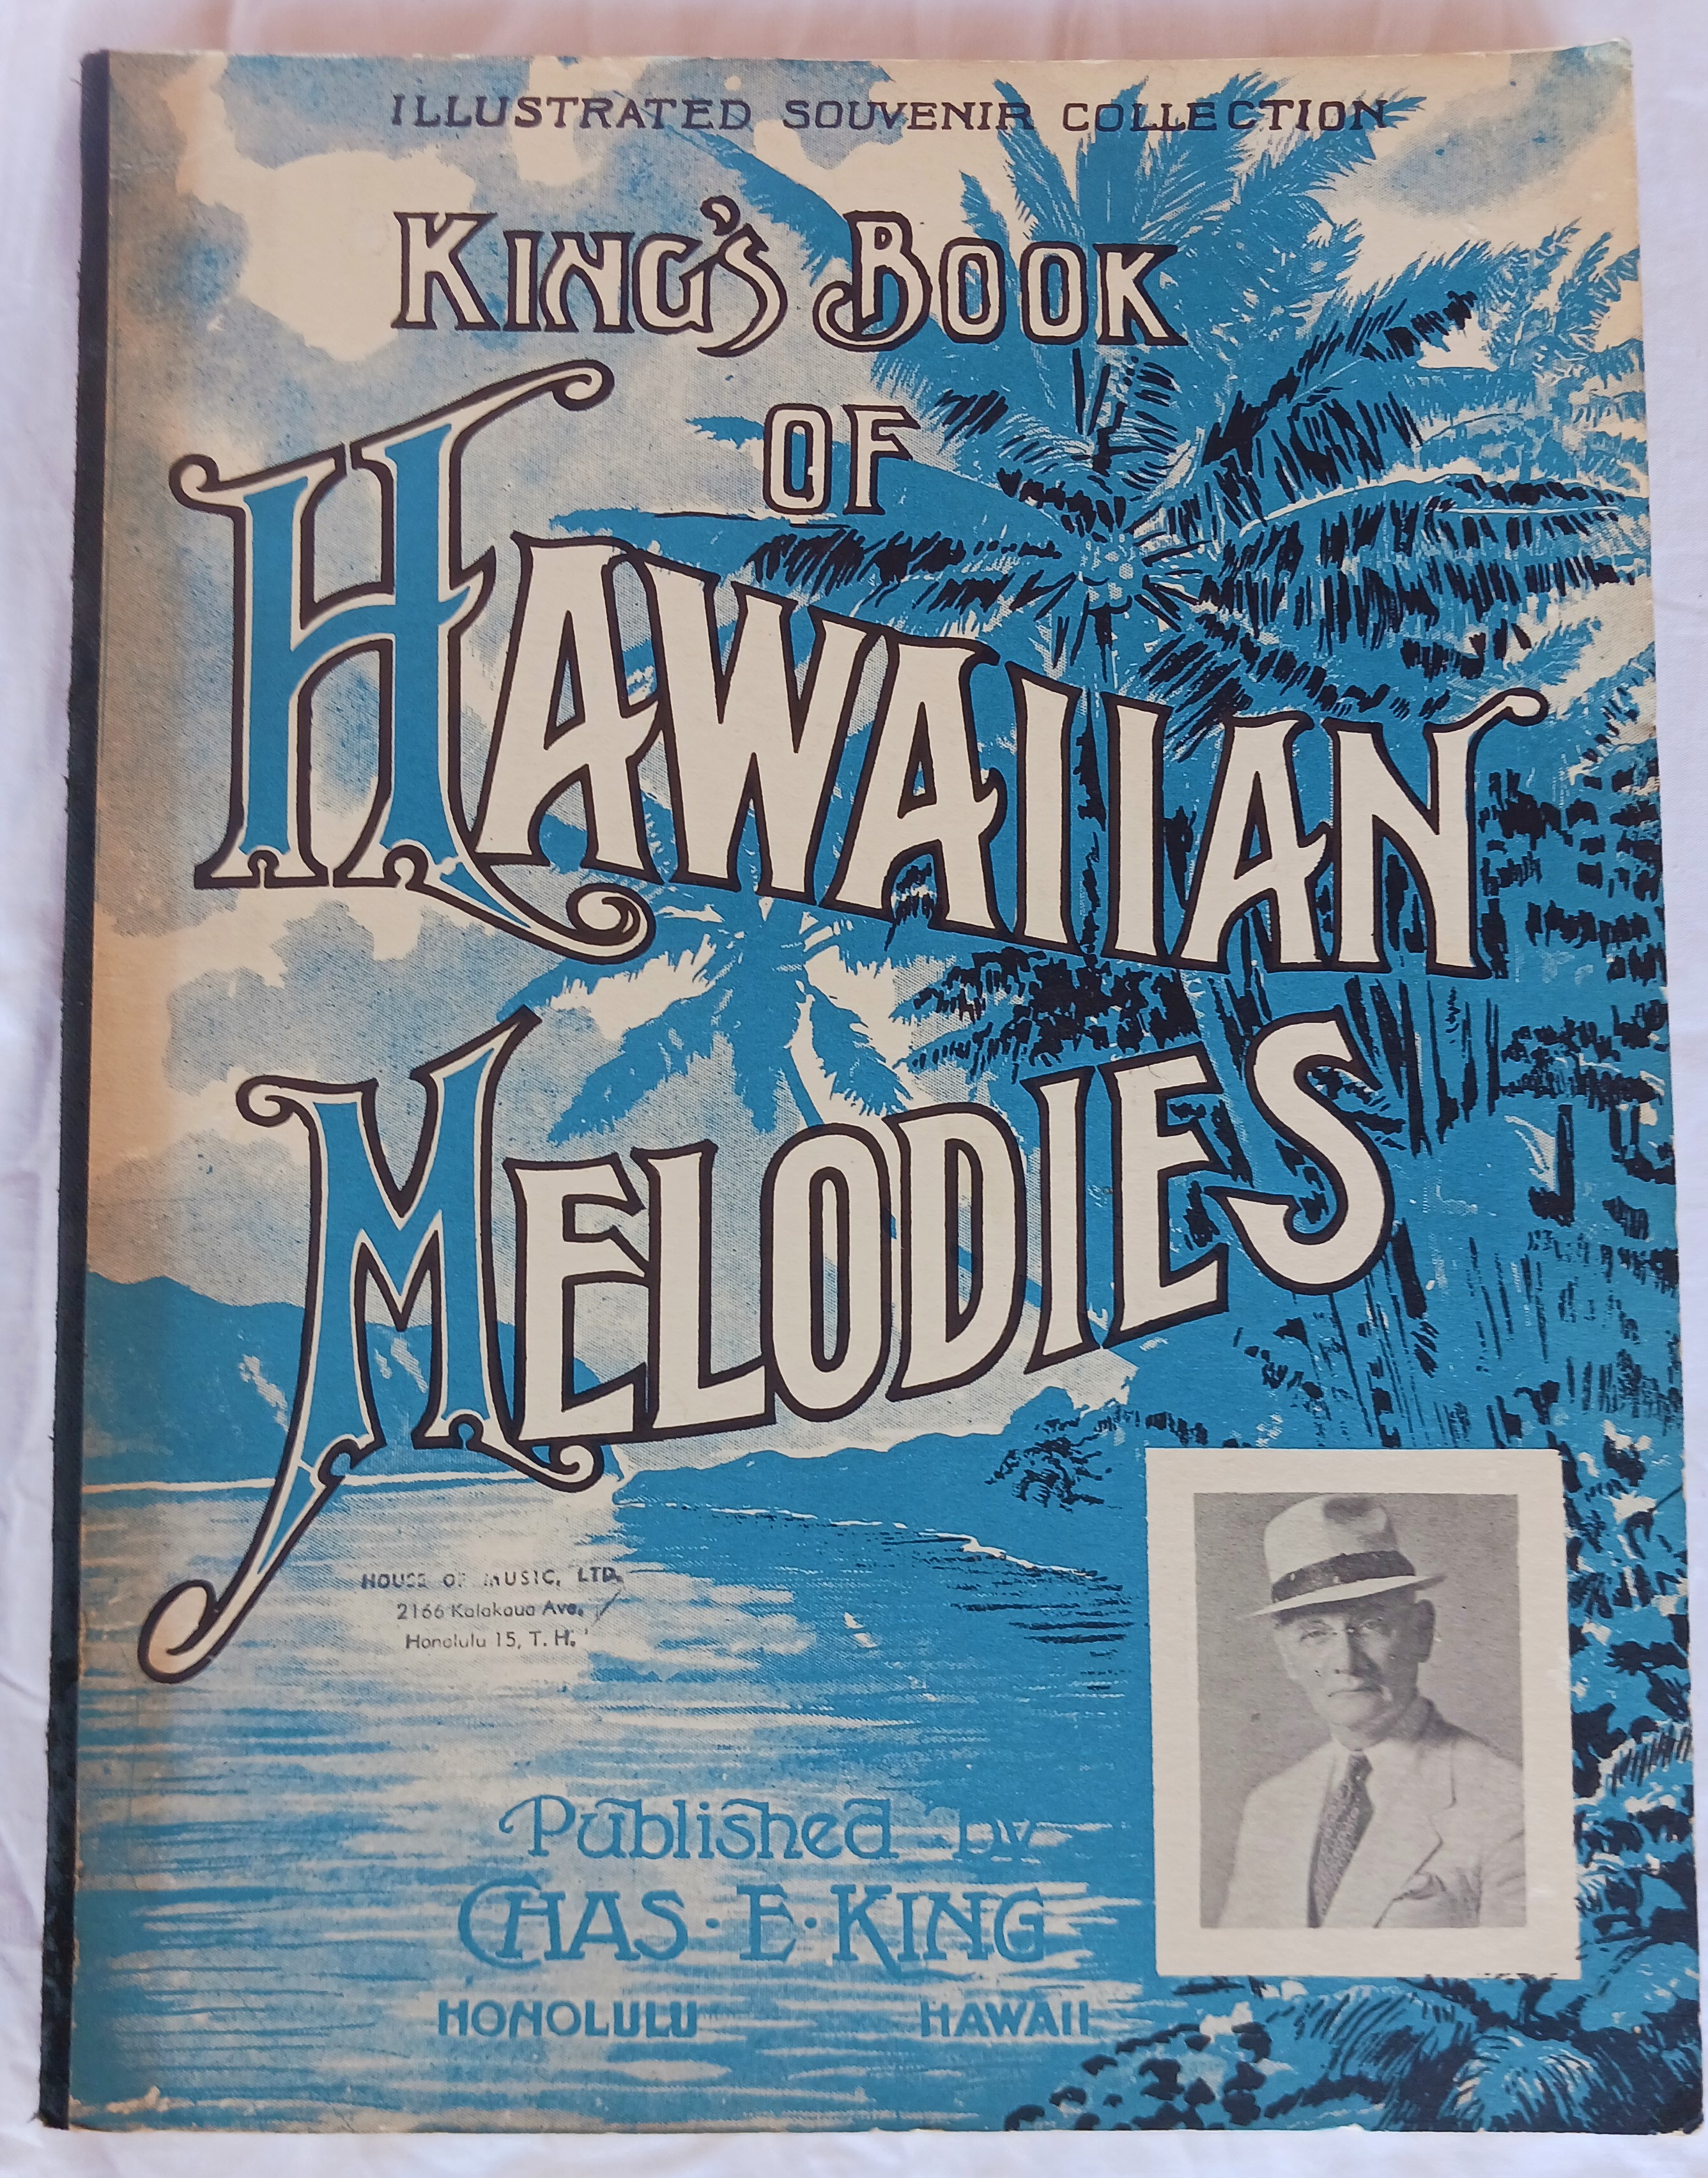 ILLUSTRATED SOUVENIR COLLECTION
KING'S BOOK
OF
HAWAIIAN
MELODIES
HOUSE OF MUSIC, LTD.
2166 Kalakaua Ave.
Honolulu 15, T. H.
Published by
CHAS · E · KING
HONOLULU HAWAII